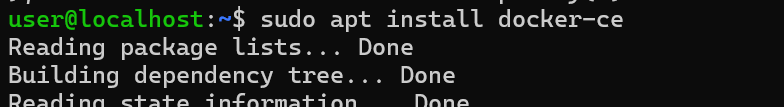 user@localhost:~$ sudo apt install docker-ce
Reading package lists... Done
Building dependency tree... Done
Reading state information... Done